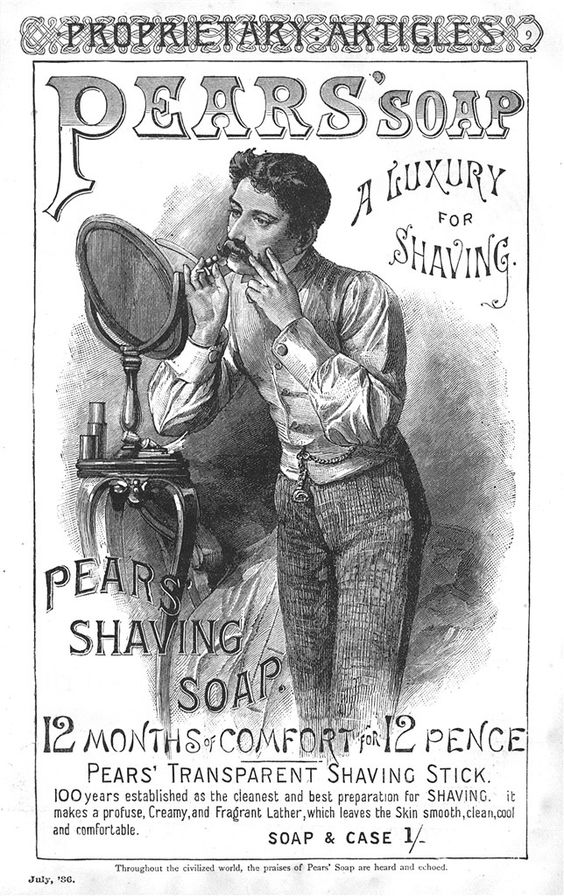 PROPRIETARY: ARTICLES
9
PEARS' SOAP
A LUXURY
FOR
SHAVING.
PEARS'
SHAVING
SOAP.
12 MONTHS OF COMFORT FOR 12 PENCE
PEARS' TRANSPARENT SHAVING STICK.
100 years established as the cleanest and best preparation for SHAVING. it
makes a profuse, Creamy, and Fragrant Lather, which leaves the Skin smooth, clean, cool
and comfortable.
SOAP & CASE 1/-
Throughout the civilized world, the praises of Pears' Soap are heard and echoed.
July, '86.